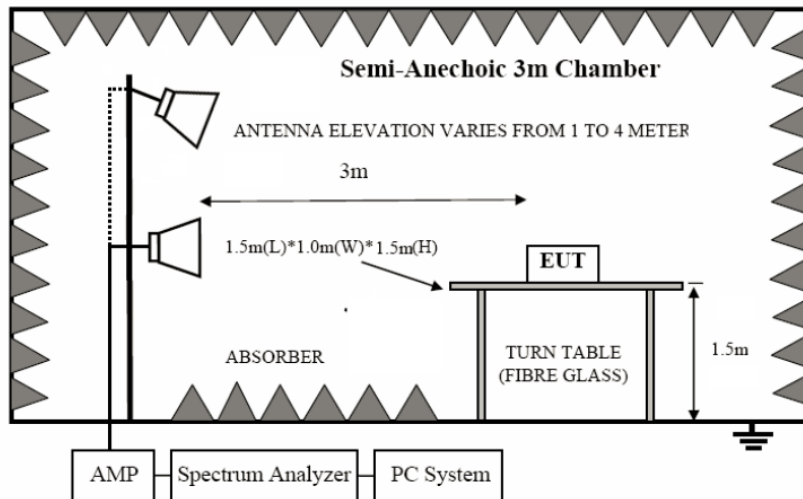 Semi-Anechoic 3m Chamber
ANTENNA ELEVATION VARIES FROM 1 TO 4 METER
3m
1.5m(L)*1.0m(W)*1.5m(H)
EUT
ABSORBER
TURN TABLE
(FIBRE GLASS)
1.5m
AMP
Spectrum Analyzer
PC System